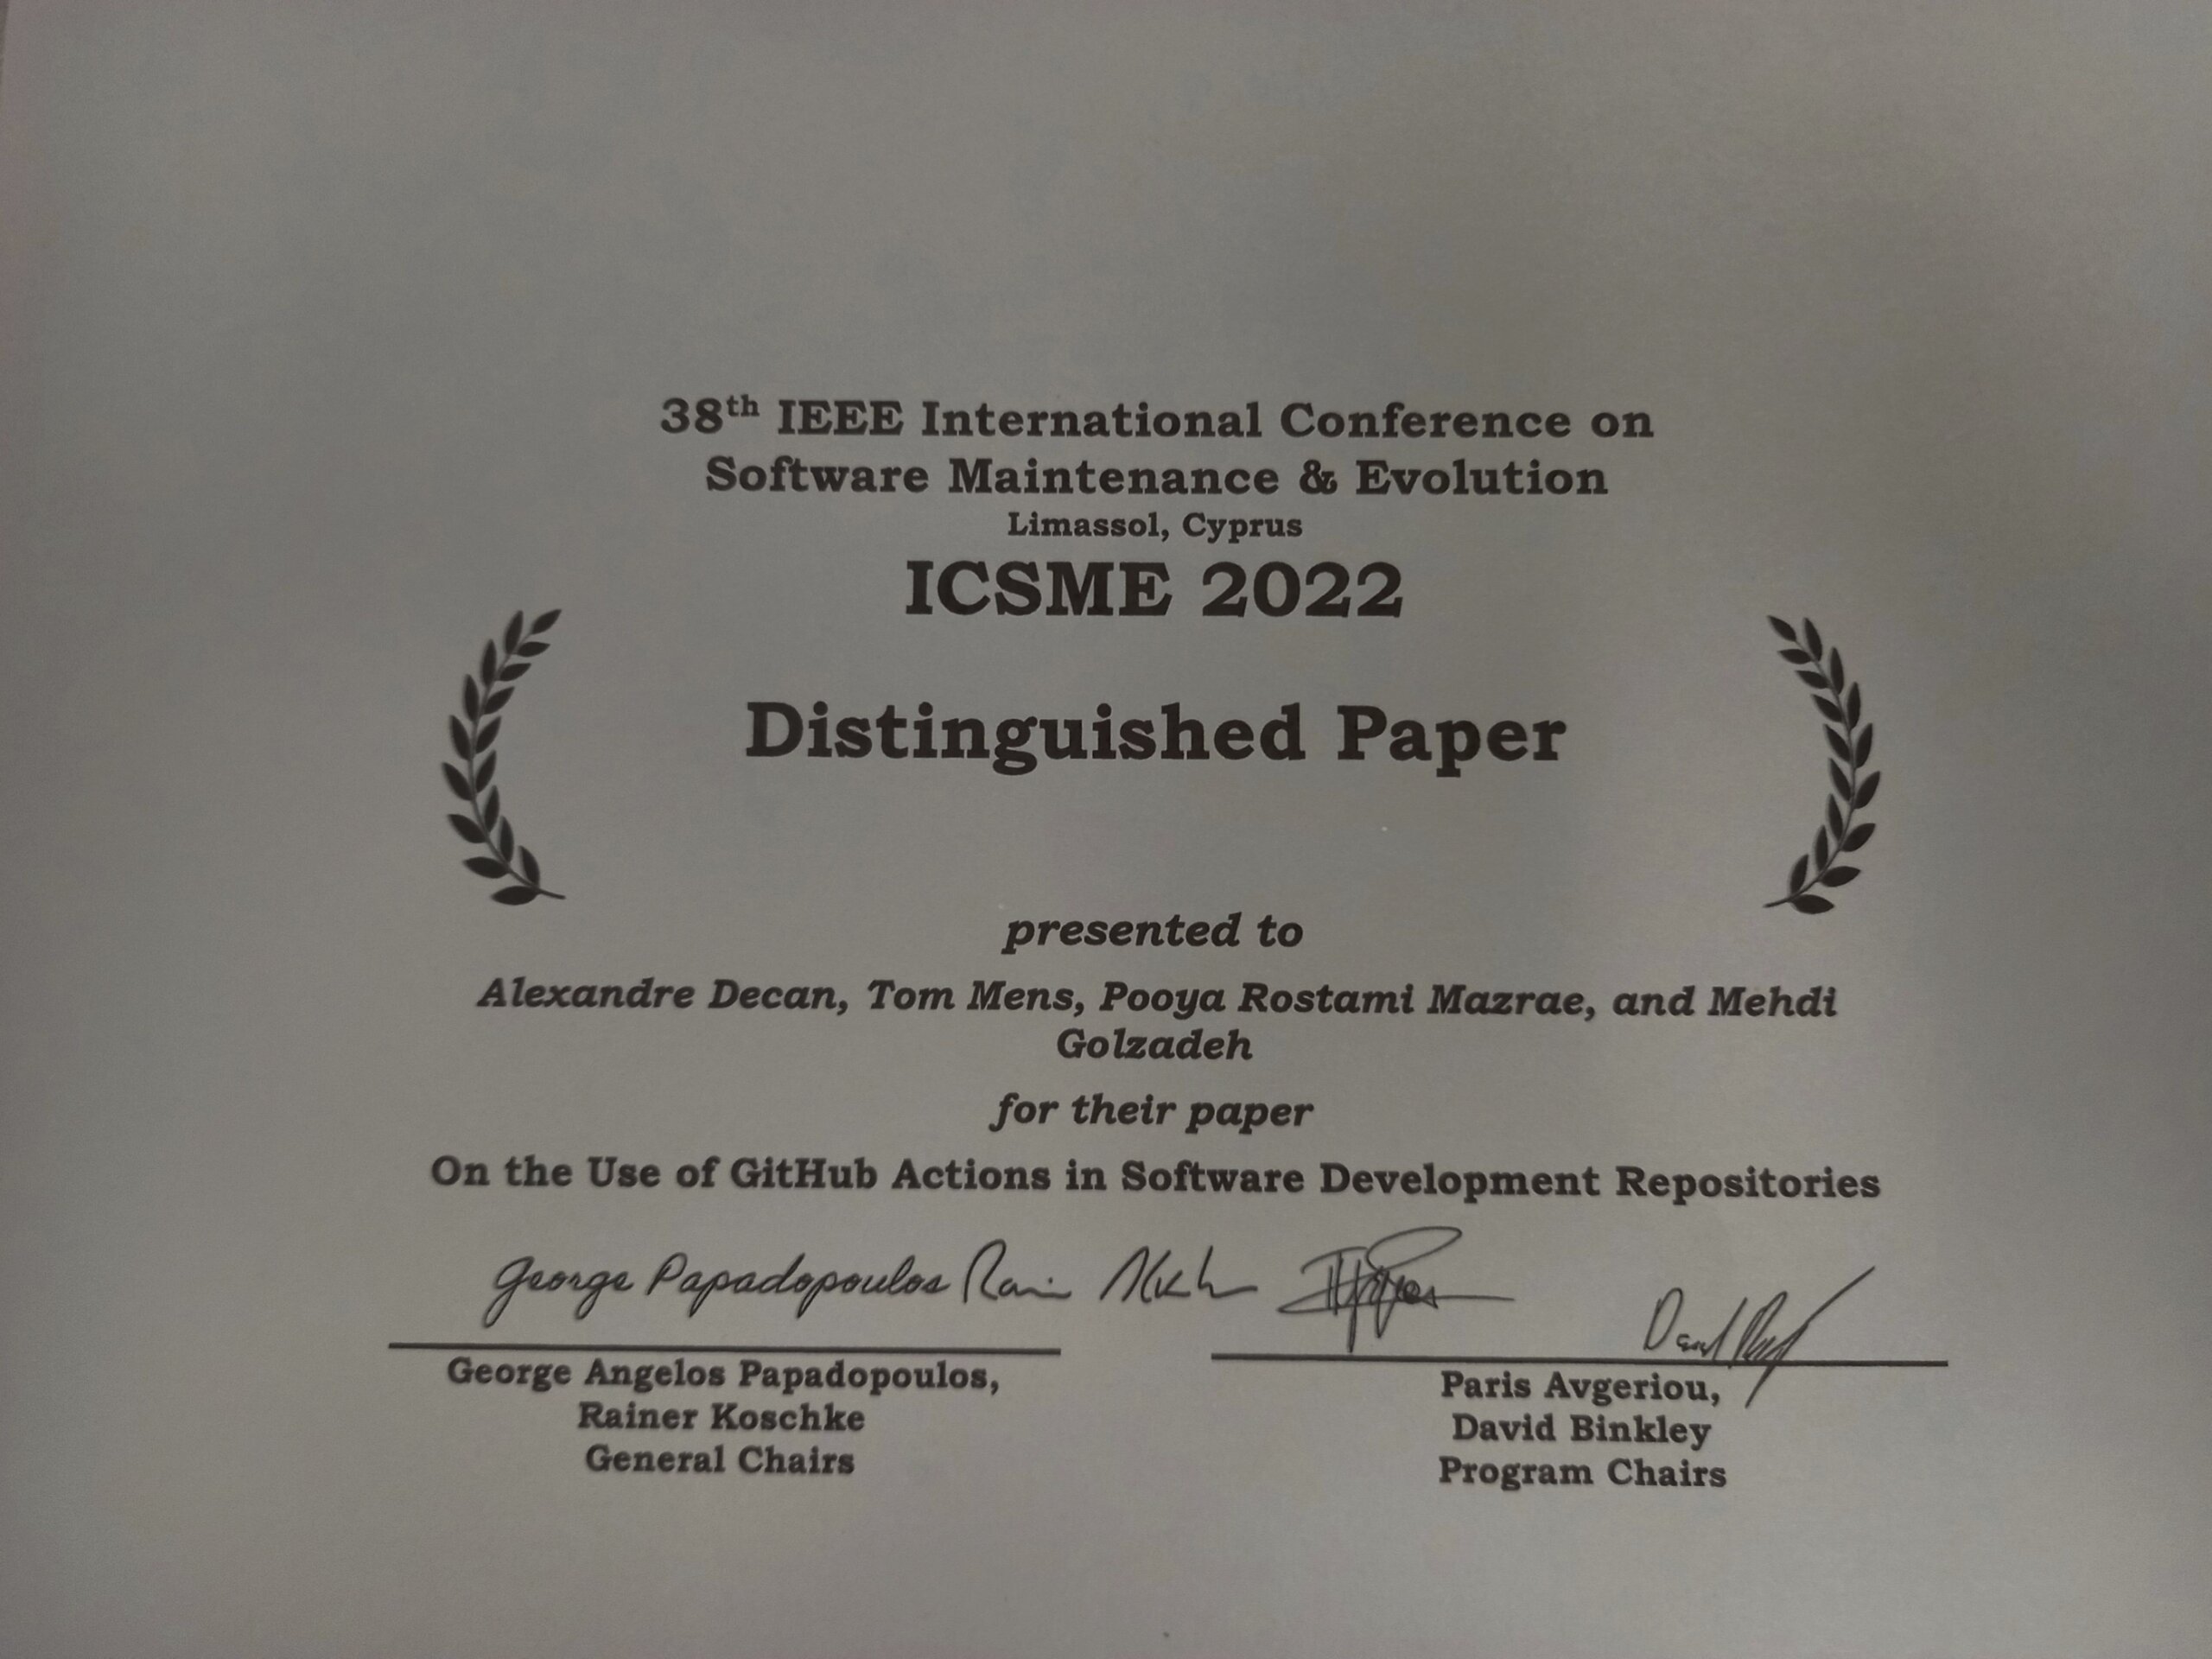 38th IEEE International Conference on
Software Maintenance & Evolution
Limassol, Cyprus
ICSME 2022
Distinguished Paper
presented to
Alexandre Decan, Tom Mens, Pooya Rostami Mazrae, and Mehdi
Golzadeh
for their paper
On the Use of GitHub Actions in Software Development Repositories
George Papadopoulos
George Angelos Papadopoulos,
Rainer Koschke
General Chairs
Paris Avgeriou,
David Binkley
Program Chairs